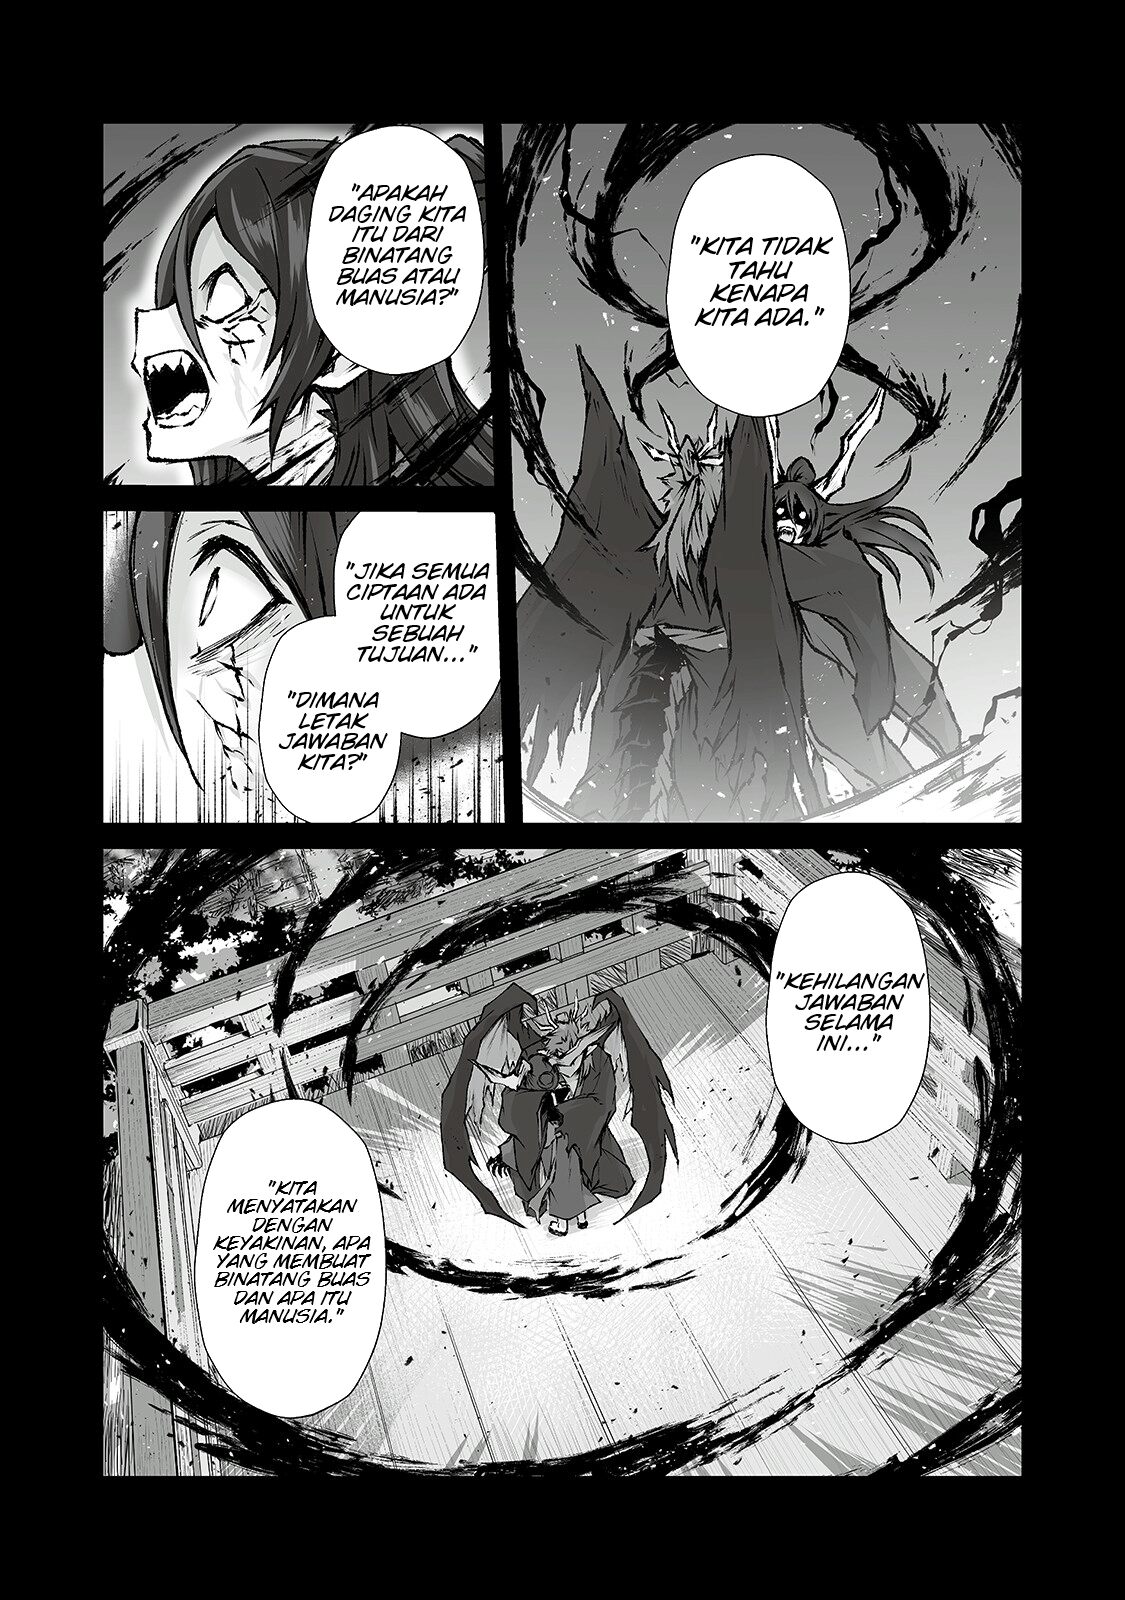 "KITA TIDAK
TAHU
KENAPA
KITA ADA."
"APAKAH
DAGING KITA
ITU DARI
BINATANG
BUAS ATAU
MANUSIA?"
"JIKA SEMUA
CIPTAAN ADA
UNTUK
SEBUAH
TUJUAN..."
"DIMANA
LETAK
JAWABAN
KITA?"
"KEHILANGAN
JAWABAN
SELAMA
INI..."
"KITA
MENYATAKAN
DENGAN
KEYAKINAN, APA
YANG MEMBUAT
BINATANG BUAS
DAN APA ITU
MANUSIA."